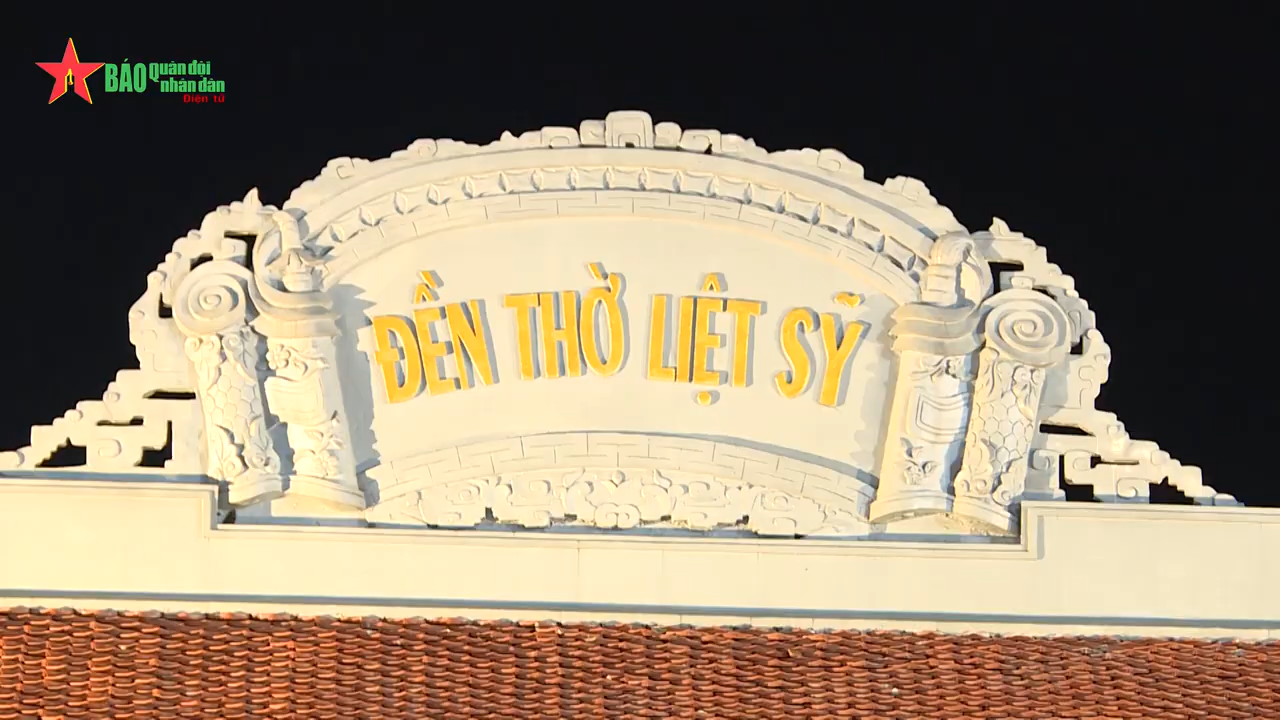 BÁO Quân đội
nhân dân
Điện tử
ĐỀN THỜ LIỆT SỸ